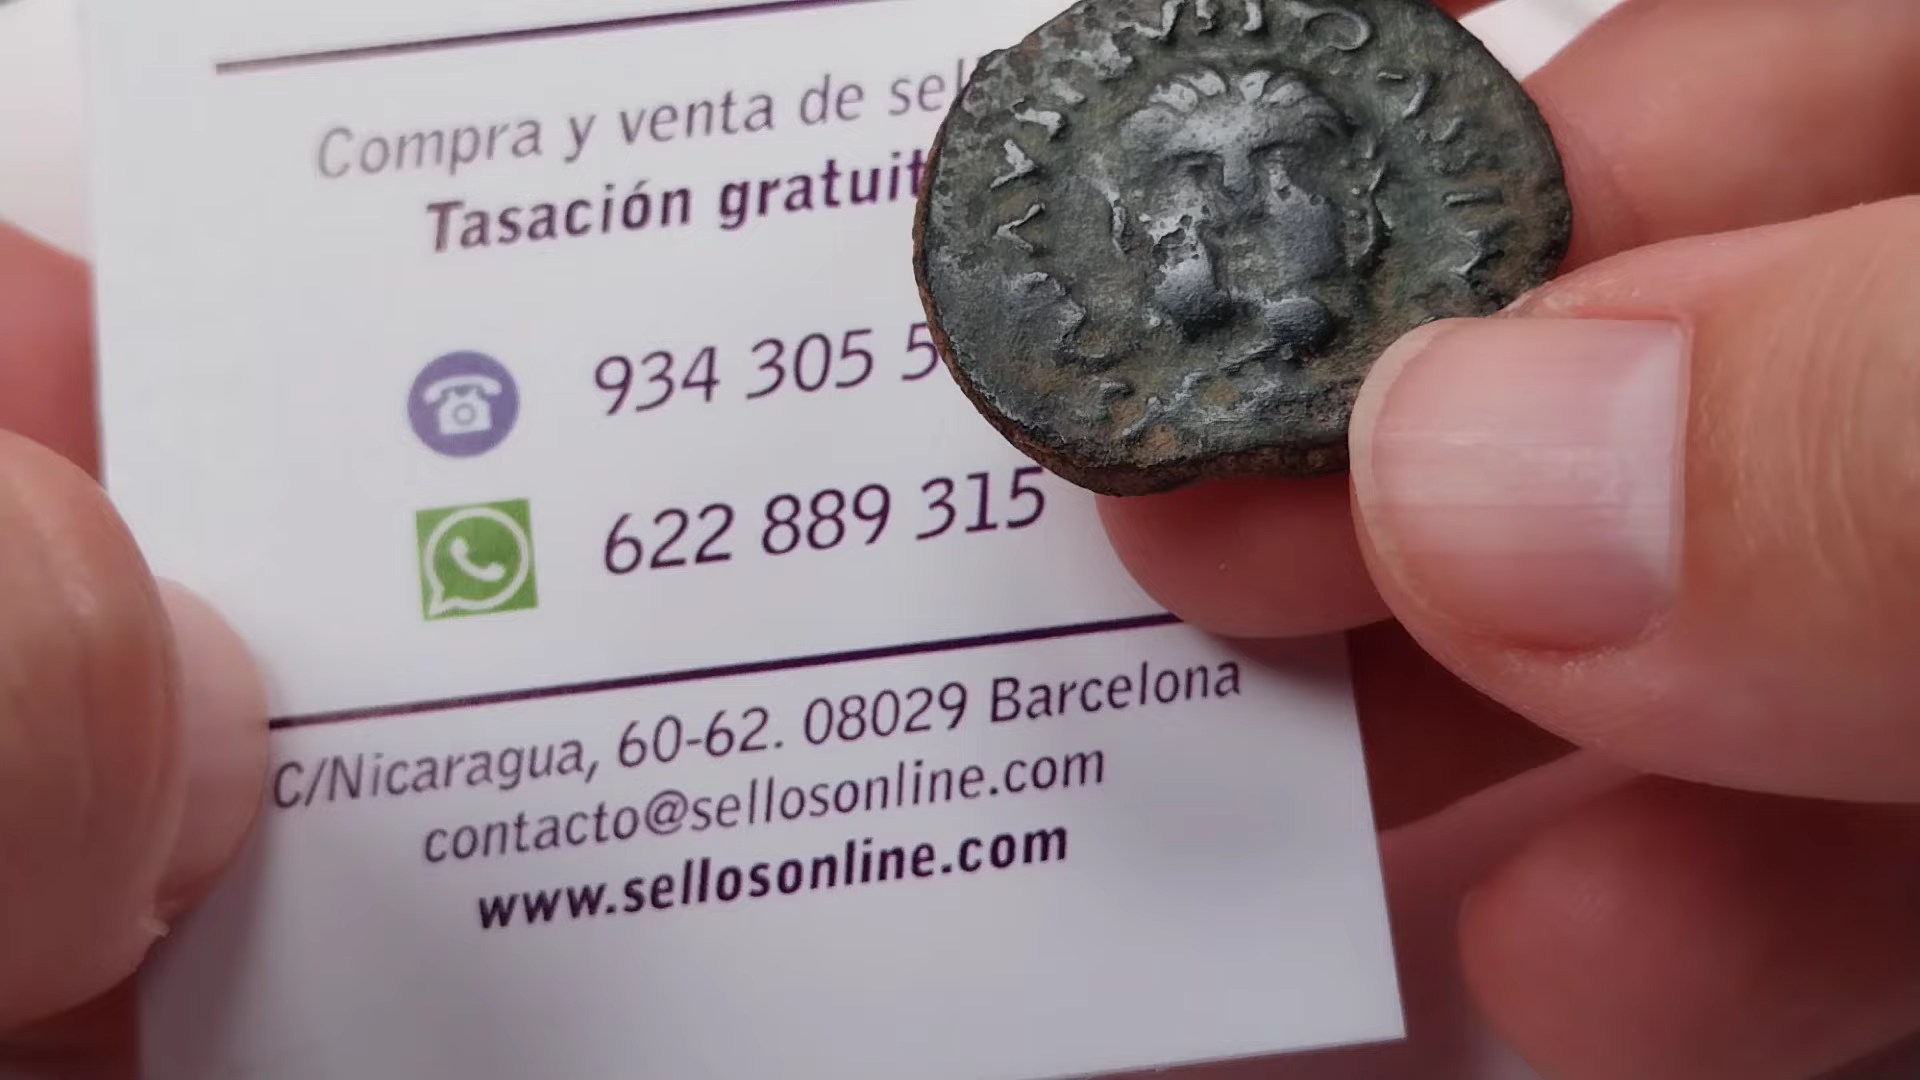 Compra y venta de sel
Tasación gratuit
934 305 5
622 889 315
C/Nicaragua, 60-62. 08029 Barcelona
contacto@sellosonline.com
www.sellosonline.com